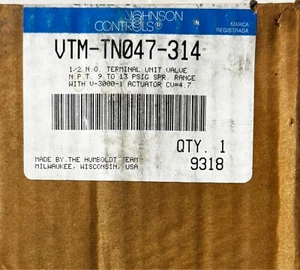 JOHNSON
CONTROLS®
MARCA
REGISTRADA
VTM-TN047-314
1/2 N.O. TERMINAL UNIT VALVE
N.P.T. 9 TO 13 PSIG SPR. RANGE
WITH V-3000-1 ACTUATOR CV=4.7
QTY. 1
9318
MADE BY THE HUMBOLDT TEAM
MILWAUKEE, WISCONSIN, USA